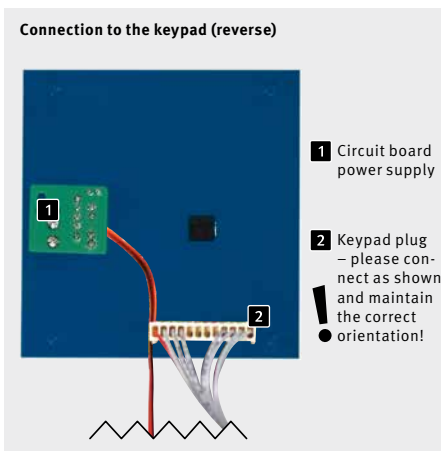 Connection to the keypad (reverse)
1
2
1 Circuit board
power supply
2 Keypad plug
– please con-
nect as shown
and maintain
the correct
orientation!